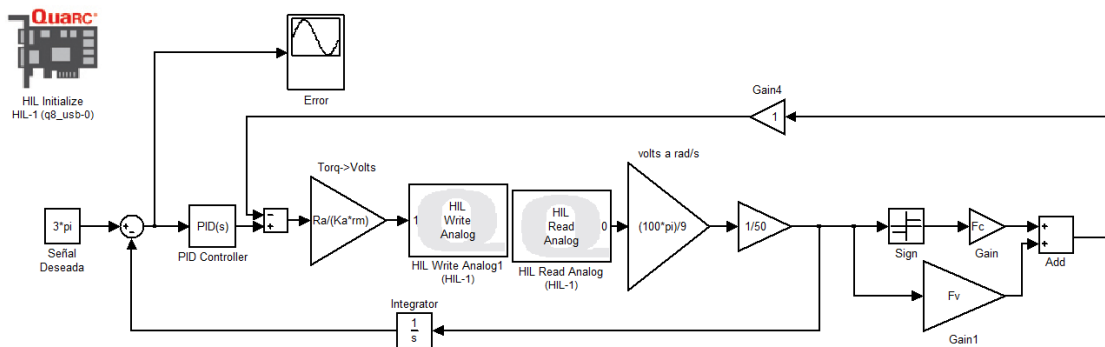 QUARC®
HIL Initialize
HIL-1 (q8_usb-0)
Error
Gain4
1
Torq->Volts
volts a rad/s
3*pi
Señal
Deseada
+
-
PID(s)
PID Controller
-
+
Ra/(Ka*rm)
1
HIL
Write
Analog
HIL Write Analog1
(HIL-1)
HIL
Read
Analog
0
HIL Read Analog
(HIL-1)
(100*pi)/9
1/50
Sign
Fc
Gain
+
+
Add
Fv
Gain1
Integrator
1
s